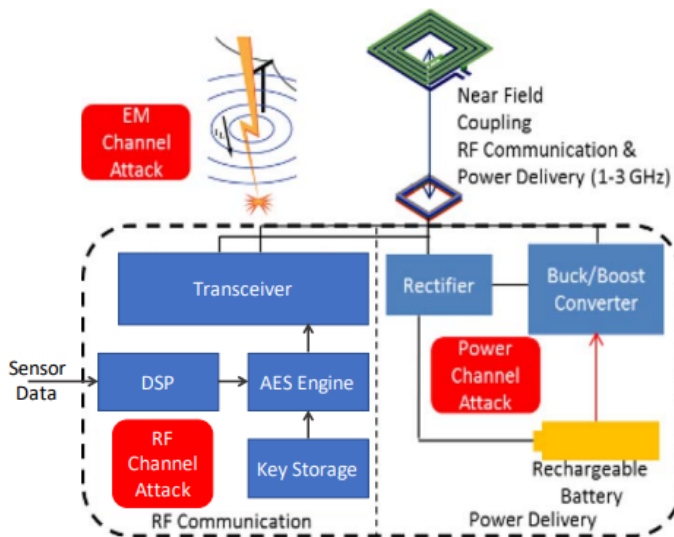 EM
Channel
Attack
Near Field
Coupling
RF Communication &
Power Delivery (1-3 GHz)
Transceiver
Rectifier
Buck/Boost
Converter
Sensor
Data
DSP
AES Engine
Power
Channel
Attack
RF
Channel
Attack
Key Storage
Rechargeable
Battery
RF Communication
Power Delivery